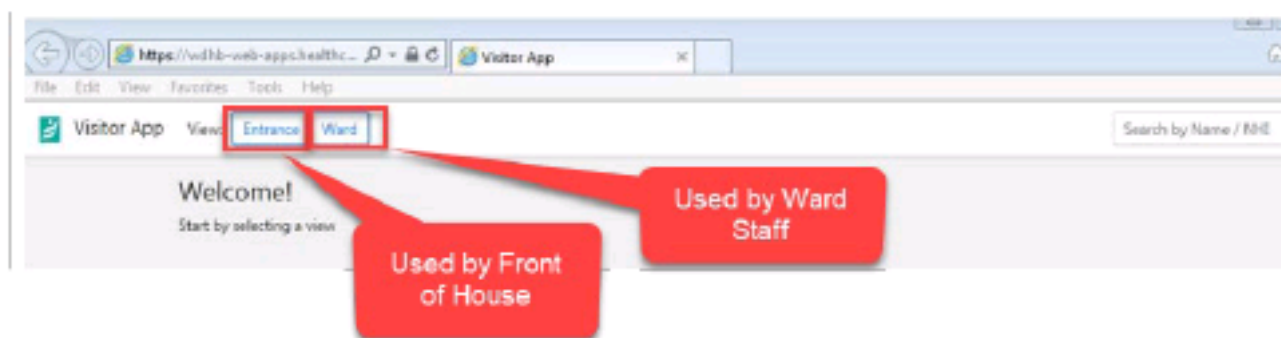 https://wdhb-web-apps.healthc... Visitor App
File Edit View Favorites Tools Help
Visitor App View: Entrance Ward Search by Name / NHI
Welcome!
Start by selecting a view
Used by Ward
Staff
Used by Front
of House